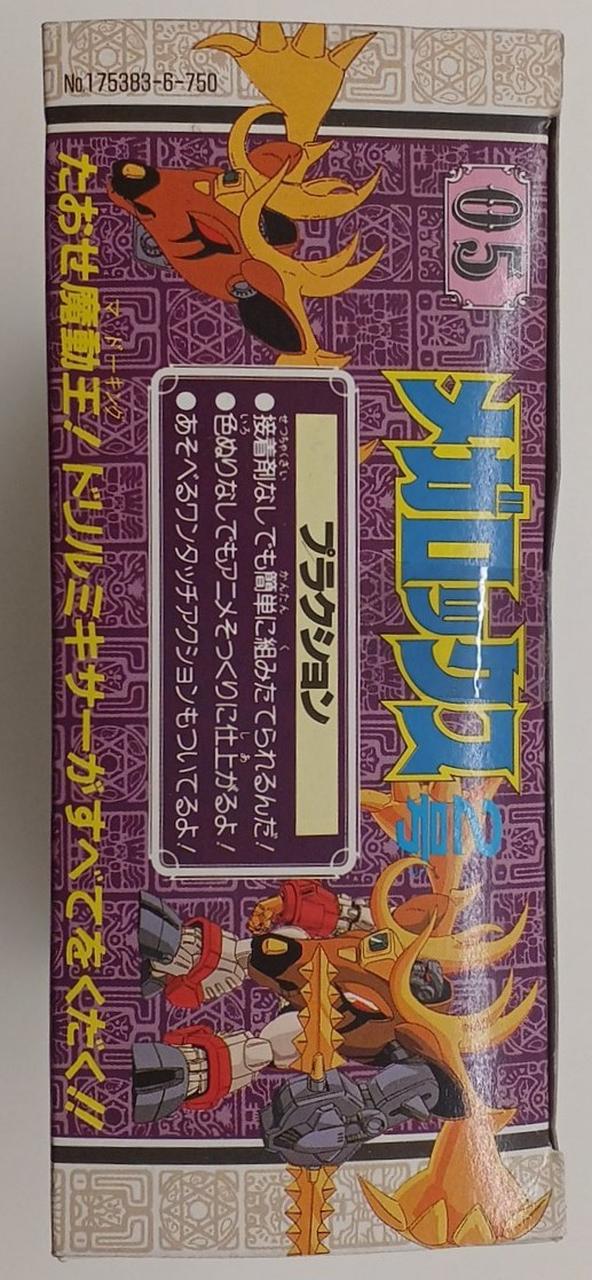 No.175383-6-750
05
メガロックス2号
プラクション
●接着剤なしでも簡単に組みたてられるんだ!
●色ぬりなしでもアニメそっくりに仕上がるよ!
●あそべるワンタッチアクションもついてるよ!
たおせ魔動王!ドリルミキサーがすべてをくだく!!